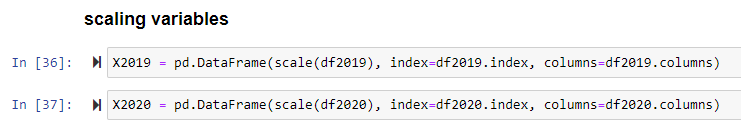 scaling variables
In [36]: X2019 = pd.DataFrame(scale(df2019), index=df2019.index, columns=df2019.columns)
In [37]: X2020 = pd.DataFrame(scale(df2020), index=df2020.index, columns=df2020.columns)